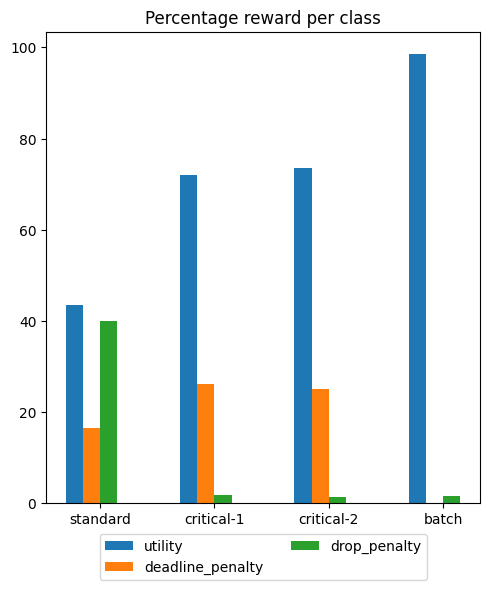 Percentage reward per class
100
80
60
40
20
0
standard critical-1 critical-2 batch
utility drop_penalty
deadline_penalty